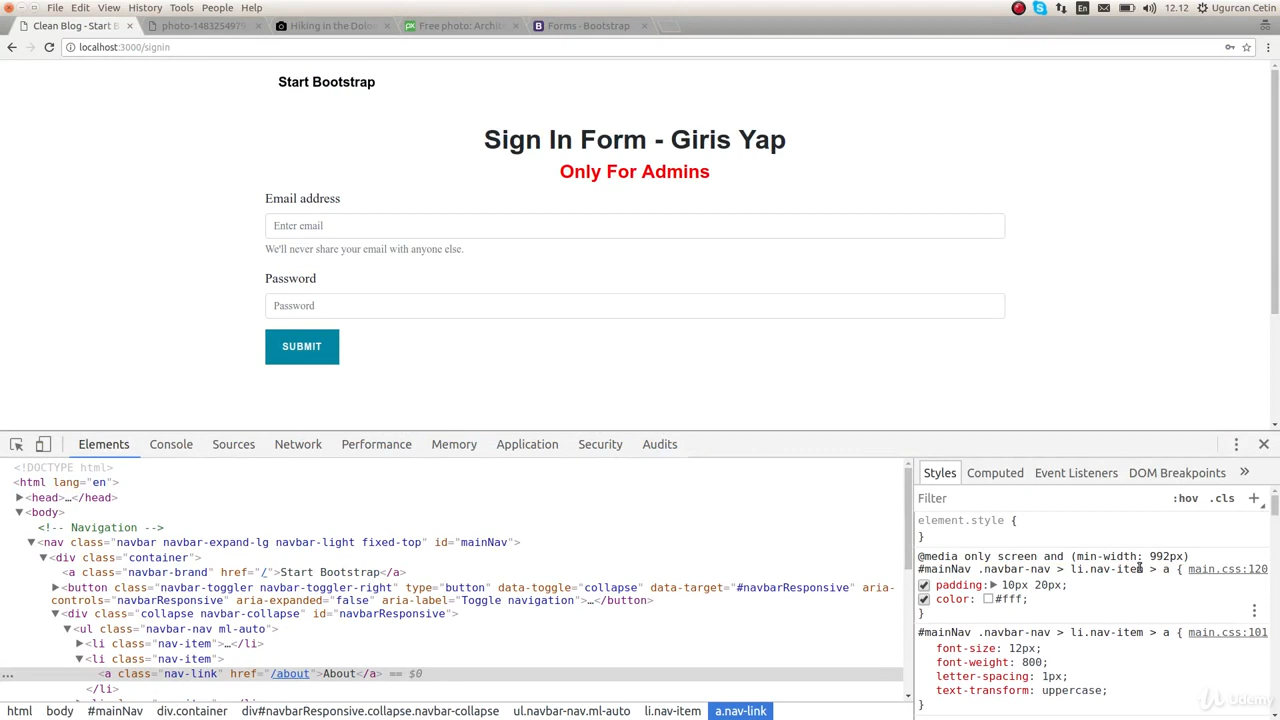 File Edit View History Bookmarks Tools People Help
En 12.12 Ugurcan Cetin
Clean Blog - Start B
photo-1483254979
Hiking in the Dolo
Free photo: Archit
Forms · Bootstrap
localhost:3000/signin
Start Bootstrap
Sign In Form - Giris Yap
Only For Admins
Email address
Enter email
We'll never share your email with anyone else.
Password
Password
SUBMIT
Elements Console Sources Network Performance Memory Application Security Audits
<!DOCTYPE html>
<html lang="en">
<head>…</head>
<body>
<!-- Navigation -->
<nav class="navbar navbar-expand-lg navbar-light fixed-top" id="mainNav">
<div class="container">
<a class="navbar-brand" href="/">Start Bootstrap</a>
<button class="navbar-toggler navbar-toggler-right" type="button" data-toggle="collapse" data-target="#navbarResponsive" aria-
controls="navbarResponsive" aria-expanded="false" aria-label="Toggle navigation">…</button>
<div class="collapse navbar-collapse" id="navbarResponsive">
<ul class="navbar-nav ml-auto">
<li class="nav-item">…</li>
<li class="nav-item">
… <a class="nav-link" href="/about">About</a> == $0
</li>
html body #mainNav div.container div#navbarResponsive.collapse.navbar-collapse ul.navbar-nav.ml-auto li.nav-item a.nav-link
Styles Computed Event Listeners DOM Breakpoints »
Filter :hov .cls +
element.style {
}
@media only screen and (min-width: 992px)
#mainNav .navbar-nav > li.nav-item > a { main.css:120
padding: 10px 20px;
color: #fff;
}
#mainNav .navbar-nav > li.nav-item > a { main.css:101
font-size: 12px;
font-weight: 800;
letter-spacing: 1px;
text-transform: uppercase;
}
Udemy